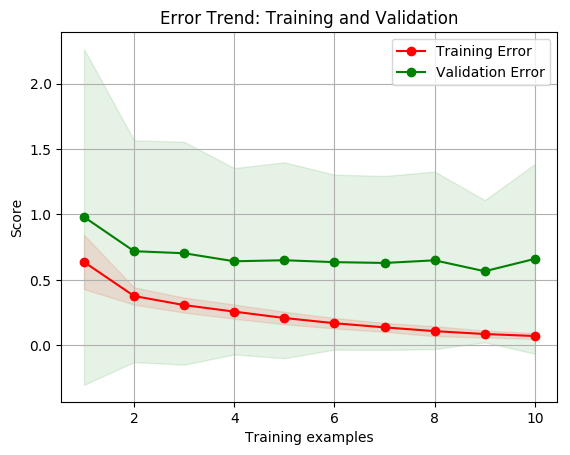 Error Trend: Training and Validation
Training Error
Validation Error
2.0
1.5
1.0
0.5
0.0
Score
2 4 6 8 10
Training examples